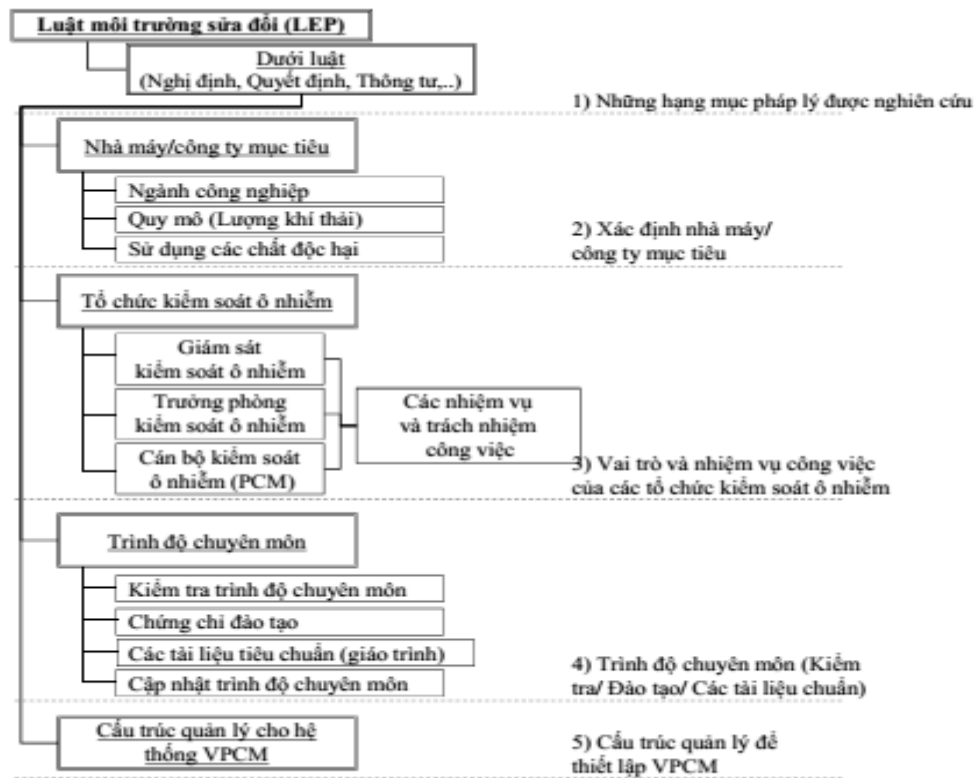 Luật môi trường sửa đổi (LEP)
Dưới luật
(Nghị định, Quyết định, Thông tư,..)
1) Những hạng mục pháp lý được nghiên cứu
Nhà máy/công ty mục tiêu
Ngành công nghiệp
Quy mô (Lượng khí thải)
Sử dụng các chất độc hại
2) Xác định nhà máy/
công ty mục tiêu
Tổ chức kiểm soát ô nhiễm
Giám sát
kiểm soát ô nhiễm
Trưởng phòng
kiểm soát ô nhiễm
Cán bộ kiểm soát
ô nhiễm (PCM)
Các nhiệm vụ
và trách nhiệm
công việc
3) Vai trò và nhiệm vụ công việc
của các tổ chức kiểm soát ô nhiễm
Trình độ chuyên môn
Kiểm tra trình độ chuyên môn
Chứng chỉ đào tạo
Các tài liệu tiêu chuẩn (giáo trình)
Cập nhật trình độ chuyên môn
4) Trình độ chuyên môn (Kiểm
tra/ Đào tạo/ Các tài liệu chuẩn)
Cấu trúc quản lý cho hệ
thống VPCM
5) Cấu trúc quản lý để
thiết lập VPCM